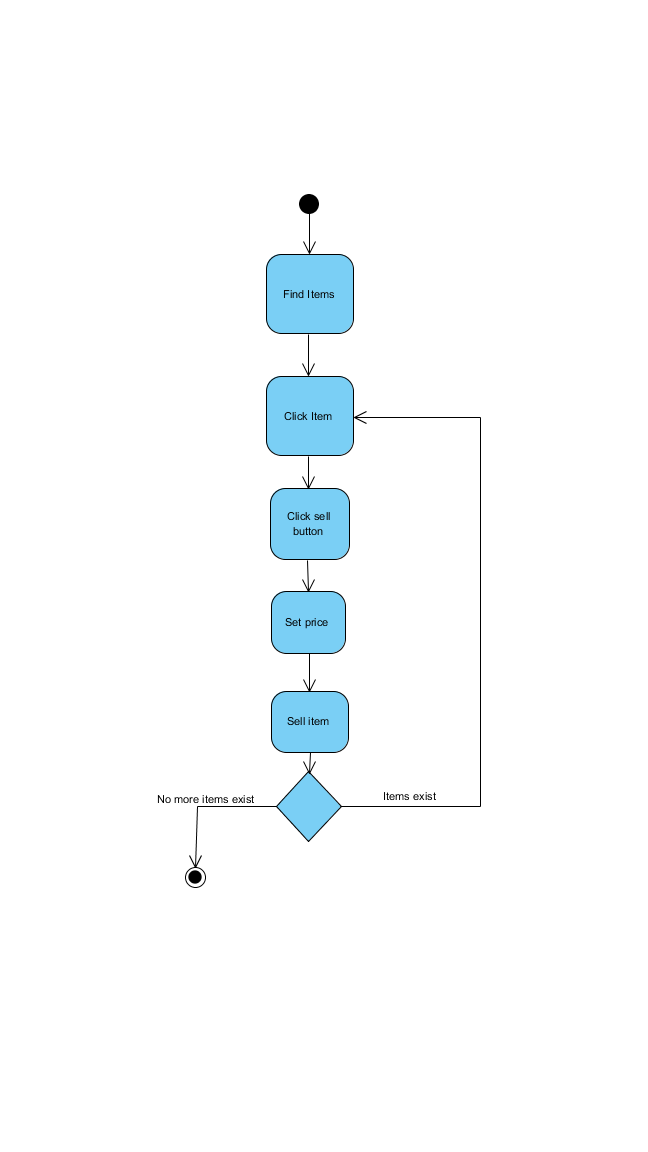 Find Items
Click Item
Click sell
button
Set price
Sell item
No more items exist
Items exist